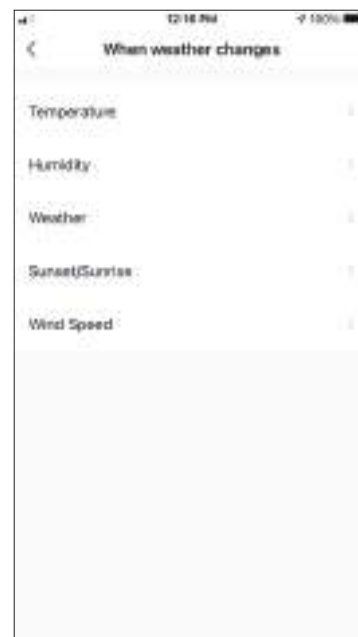 12:16 PM 100%
When weather changes
Temperature
Humidity
Weather
Sunset/Sunrise
Wind Speed